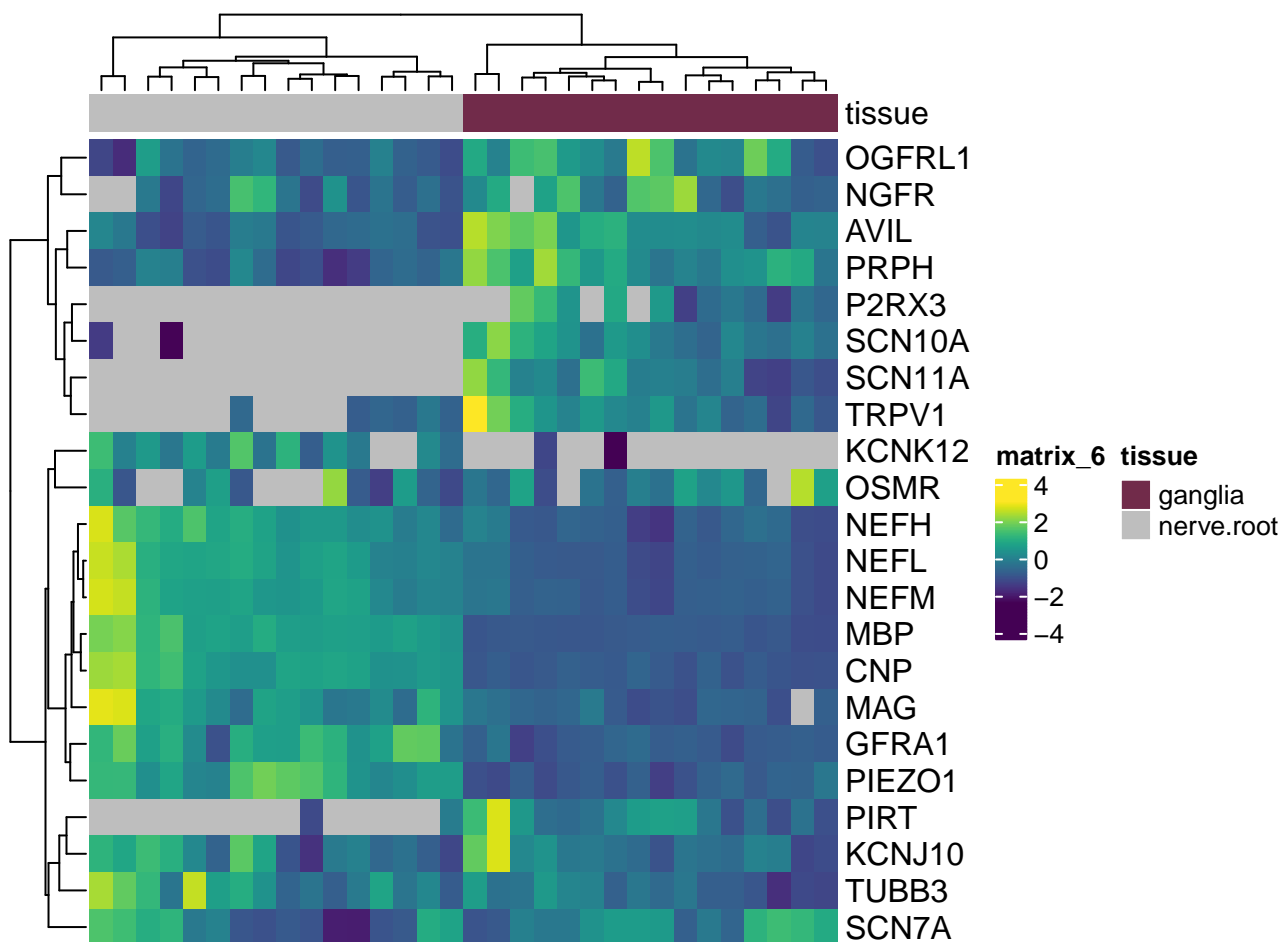 tissue
OGFRL1
NGFR
AVIL
PRPH
P2RX3
SCN10A
SCN11A
TRPV1
KCNK12
OSMR
NEFH
NEFL
NEFM
MBP
CNP
MAG
GFRA1
PIEZO1
PIRT
KCNJ10
TUBB3
SCN7A
matrix_6
4
2
0
−2
−4
tissue
ganglia
nerve.root